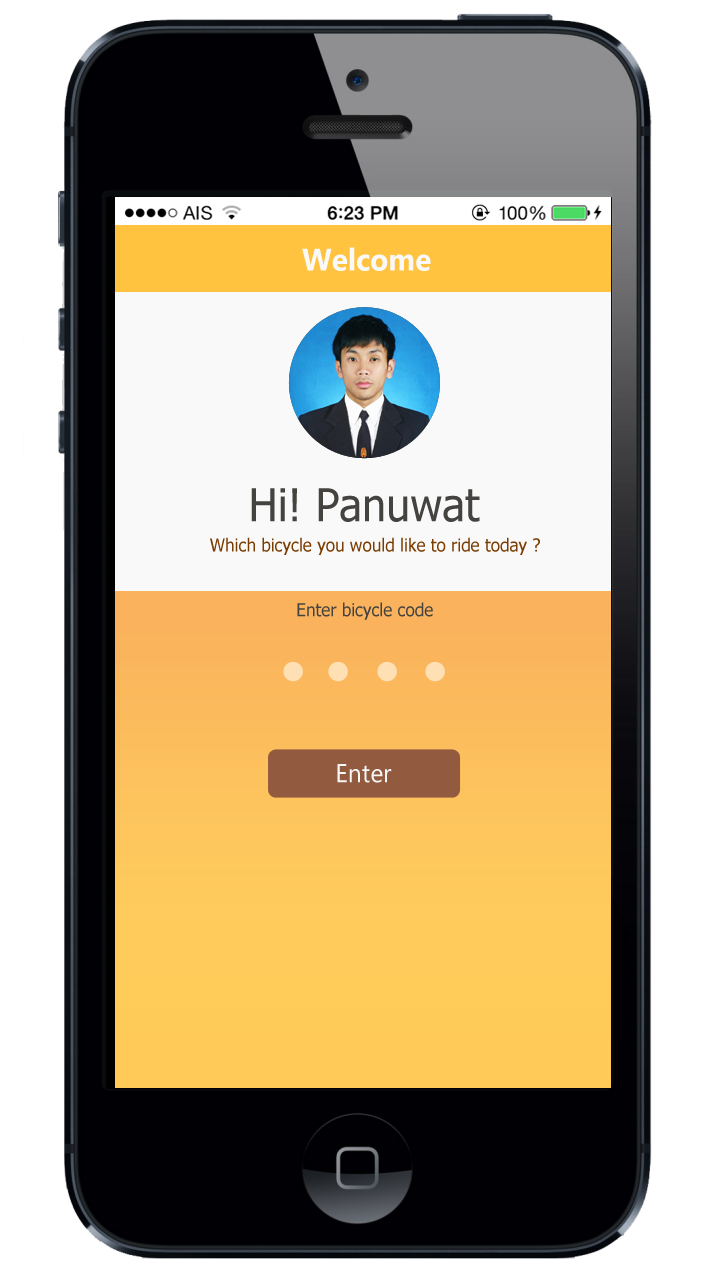 AIS 6:23 PM 100%
Welcome
Hi! Panuwat
Which bicycle you would like to ride today ?
Enter bicycle code
Enter